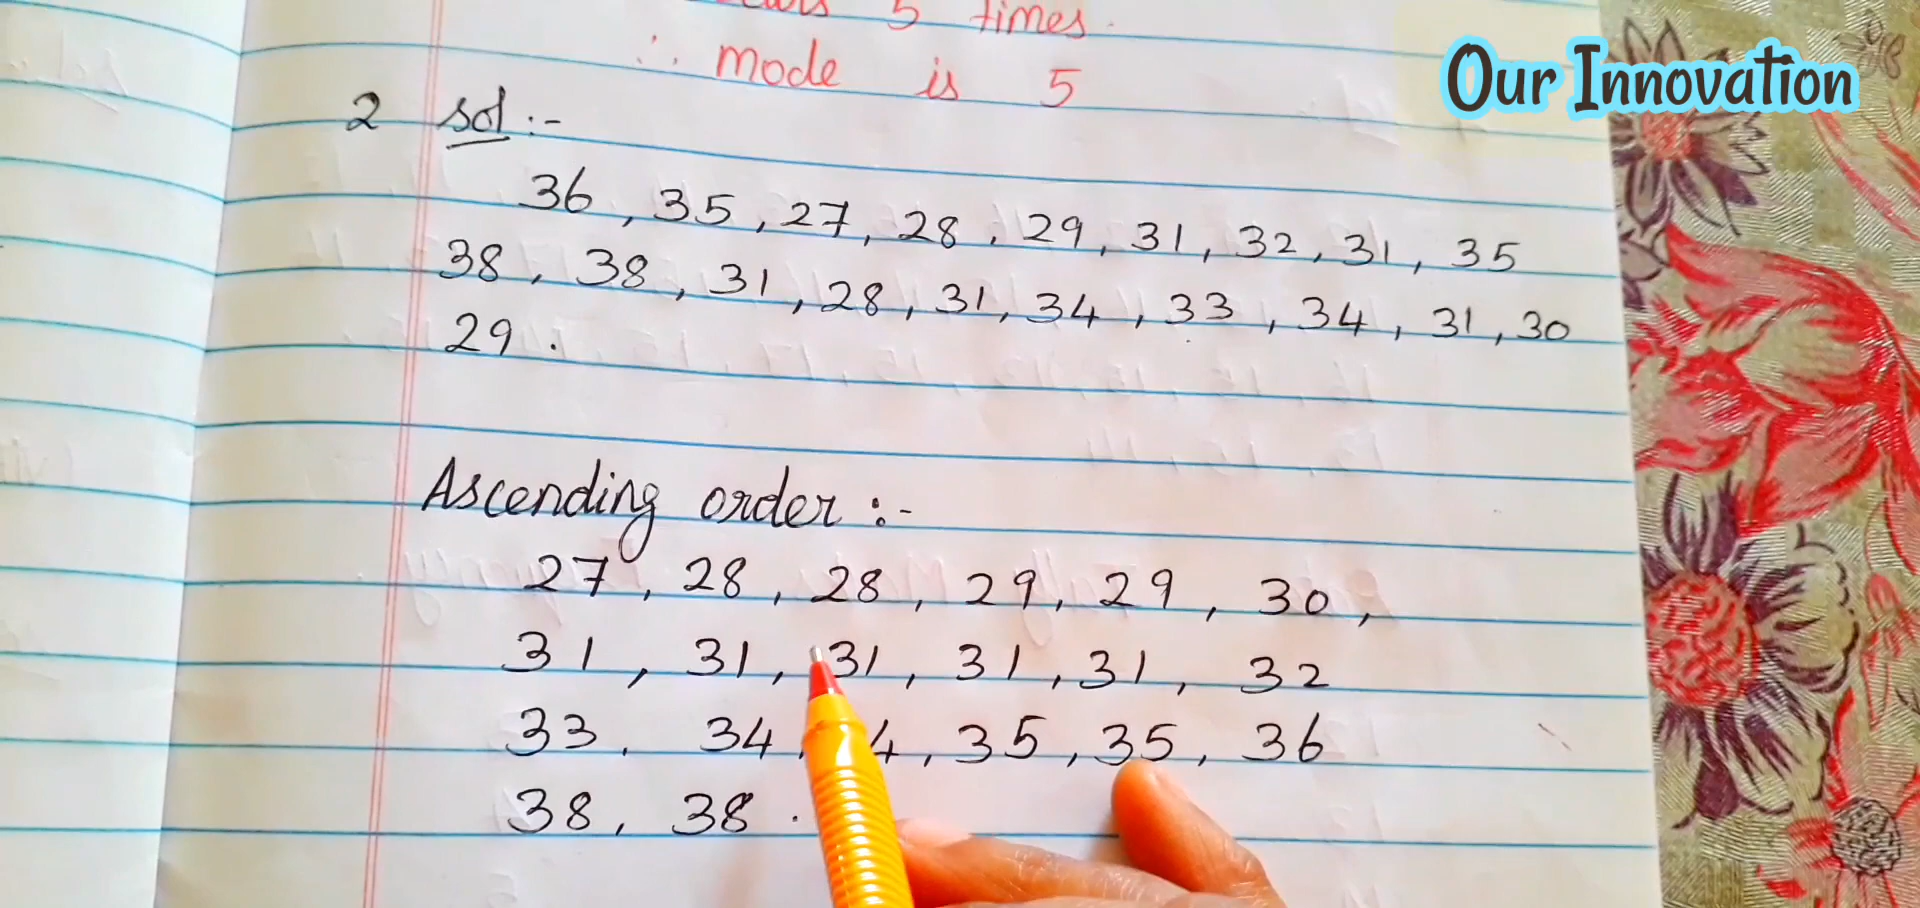 5 times.
∴ mode is 5
Our Innovation
2 sol:-
36, 35, 27, 28, 29, 31, 32, 31, 35
38, 38, 31, 28, 31, 34, 33, 34, 31, 30
29.
Ascending order:-
27, 28, 28, 29, 29, 30,
31, 31, 31, 31, 31, 32
33, 34, 4, 35, 35, 36
38, 38.